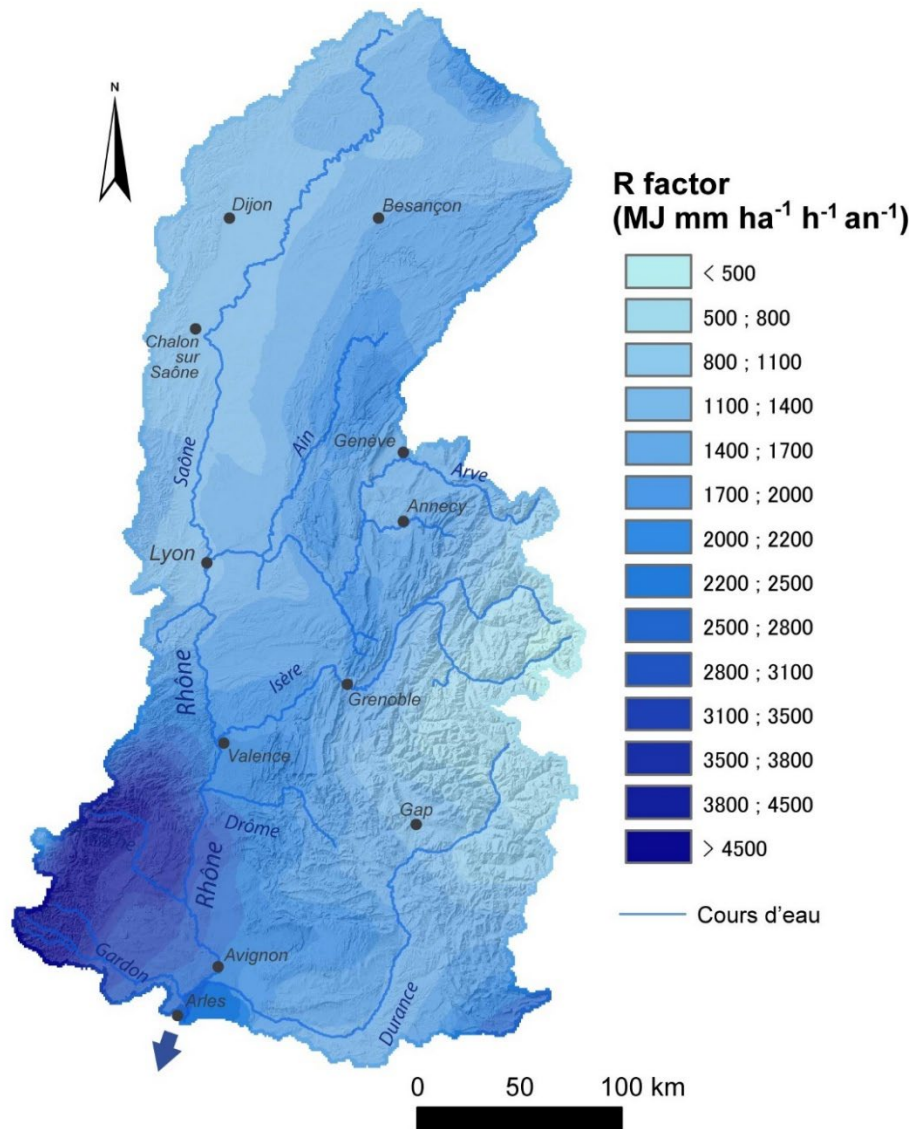 N
Dijon
Besançon
Chalon
sur
Saône
Saône
Ain
Genève
Arve
Annecy
Lyon
Rhône
Isère
Grenoble
Valence
Drôme
Gap
Rhône
Gardon
Avignon
Arles
Durance
R factor
(MJ mm ha⁻¹ h⁻¹ an⁻¹)
< 500
500 ; 800
800 ; 1100
1100 ; 1400
1400 ; 1700
1700 ; 2000
2000 ; 2200
2200 ; 2500
2500 ; 2800
2800 ; 3100
3100 ; 3500
3500 ; 3800
3800 ; 4500
> 4500
Cours d'eau
0 50 100 km